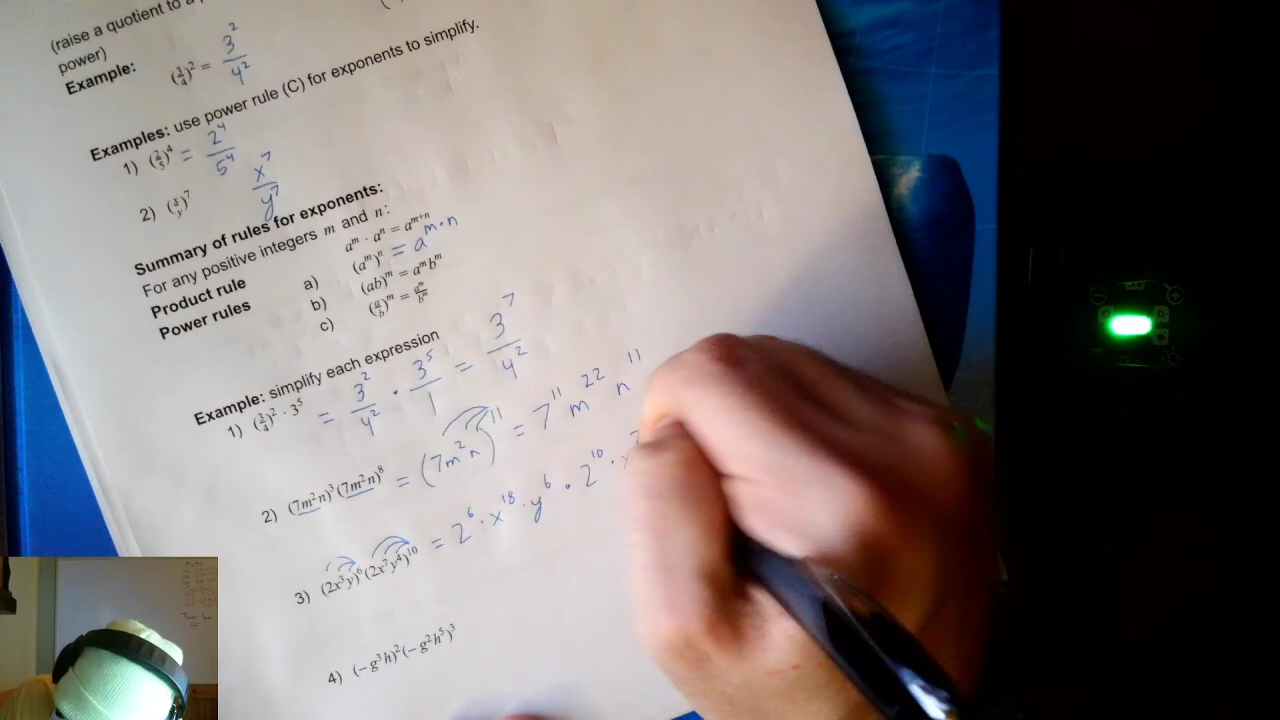 (raise a quotient to a
power)
Example: (3/4)² = 3²/4²
Examples: use power rule (C) for exponents to simplify.
1) (2/5)⁴ = 2⁴/5⁴
2) (x/y)⁷ x⁷/y⁷
Summary of rules for exponents:
For any positive integers m and n:
Product rule aᵐ · aⁿ = aᵐ⁺ⁿ
Power rules a) (aᵐ)ⁿ = a^(m·n)
b) (ab)ᵐ = aᵐbᵐ
c) (a/b)ᵐ = aᵐ/bᵐ
Example: simplify each expression
1) (3/4)² · 3⁵ = 3²/4² · 3⁵/1 = 3⁷/4²
2) (7m²n)³(7m²n)⁸ = (7m²n)¹¹ = 7¹¹ m²² n¹¹
3) (2x³y)⁶(2x⁷y⁴)¹⁰ = 2⁶ · x¹⁸ · y⁶ · 2¹⁰ · x
4) (−g³h)²(−g²h⁵)³